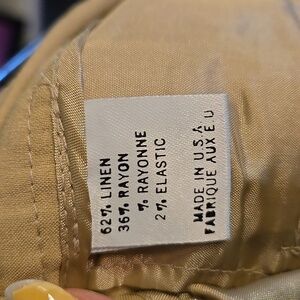 62% LINEN
36% RAYON
% RAYONNE
2% ELASTIC
MADE IN U.S.A
FABRIQUE AUX E.U